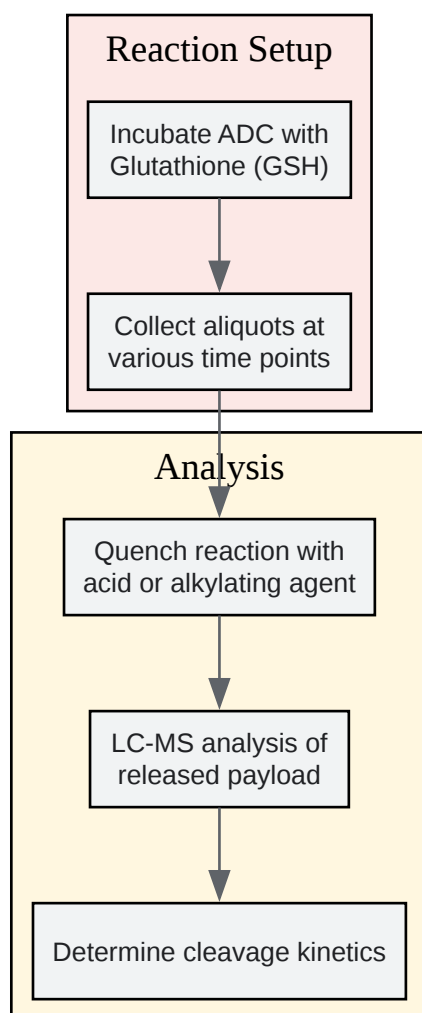 Reaction Setup
Incubate ADC with
Glutathione (GSH)
Collect aliquots at
various time points
Analysis
Quench reaction with
acid or alkylating agent
LC-MS analysis of
released payload
Determine cleavage kinetics